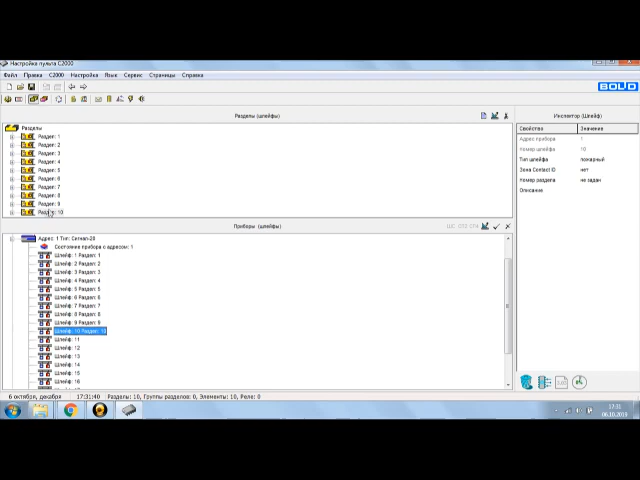 Настройка пульта C2000
Файл Правка C2000 Настройка Язык Сервис Страницы Справка
BOLID
Разделы (шлейфы)
Разделы
Раздел: 1
Раздел: 2
Раздел: 3
Раздел: 4
Раздел: 5
Раздел: 6
Раздел: 7
Раздел: 8
Раздел: 9
Раздел: 10
Приборы (шлейфы)
Адрес: 1 Тип: Сигнал-20
Состояние прибора с адресом: 1
Шлейф: 1 Раздел: 1
Шлейф: 2 Раздел: 2
Шлейф: 3 Раздел: 3
Шлейф: 4 Раздел: 4
Шлейф: 5 Раздел: 5
Шлейф: 6 Раздел: 6
Шлейф: 7 Раздел: 7
Шлейф: 8 Раздел: 8
Шлейф: 9 Раздел: 9
Шлейф: 10 Раздел: 10
Шлейф: 11
Шлейф: 12
Шлейф: 13
Шлейф: 14
Шлейф: 15
Шлейф: 16
Инспектор (Шлейф)
Свойства Значение
Адрес прибора 1
Номер шлейфа 10
Тип шлейфа пожарный
Зона Contact ID нет
Номер раздела не задан
Описание
6 октября, декабря 17:31:40 Разделы: 10, Группы разделов: 0, Элементы: 10, Реле: 0
17:31
06.10.2019